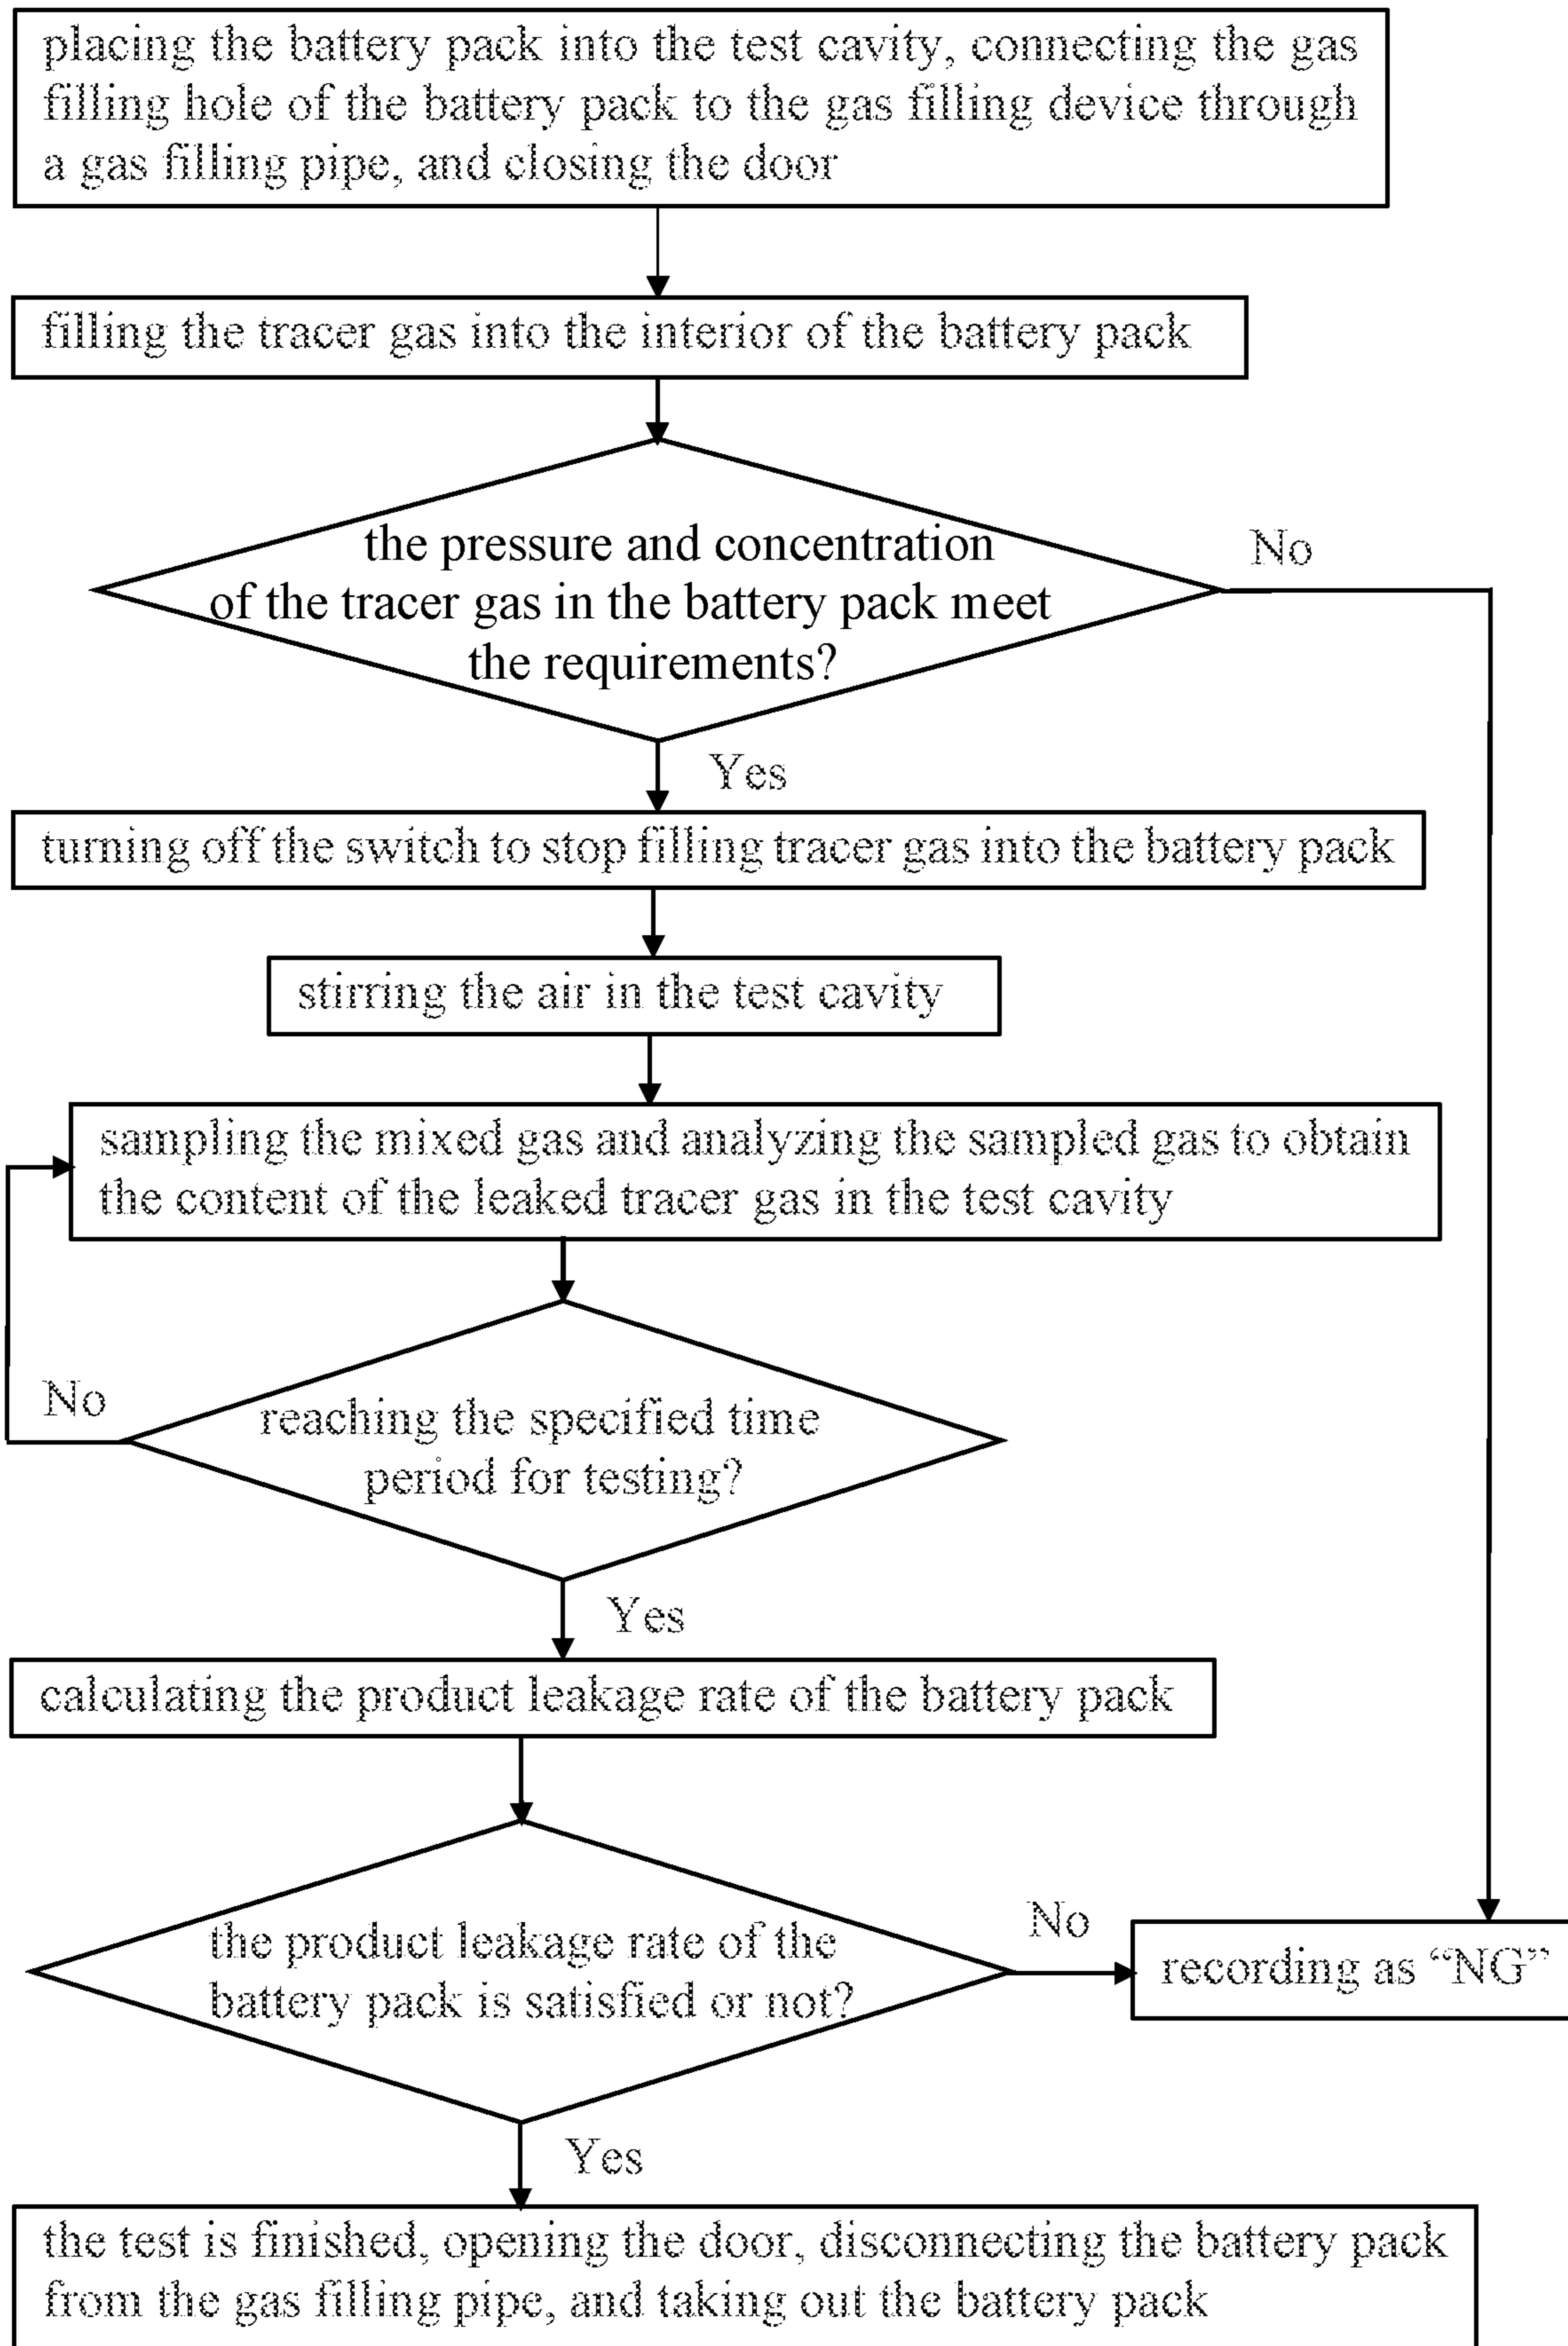 placing the battery pack into the test cavity, connecting the gas
filling hole of the battery pack to the gas filling device through
a gas filling pipe, and closing the door
filling the tracer gas into the interior of the battery pack
the pressure and concentration
of the tracer gas in the battery pack meet
the requirements?
No
Yes
turning off the switch to stop filling tracer gas into the battery pack
stirring the air in the test cavity
sampling the mixed gas and analyzing the sampled gas to obtain
the content of the leaked tracer gas in the test cavity
No
reaching the specified time
period for testing?
Yes
calculating the product leakage rate of the battery pack
the product leakage rate of the
battery pack is satisfied or not?
No
recording as “NG”
Yes
the test is finished, opening the door, disconnecting the battery pack
from the gas filling pipe, and taking out the battery pack